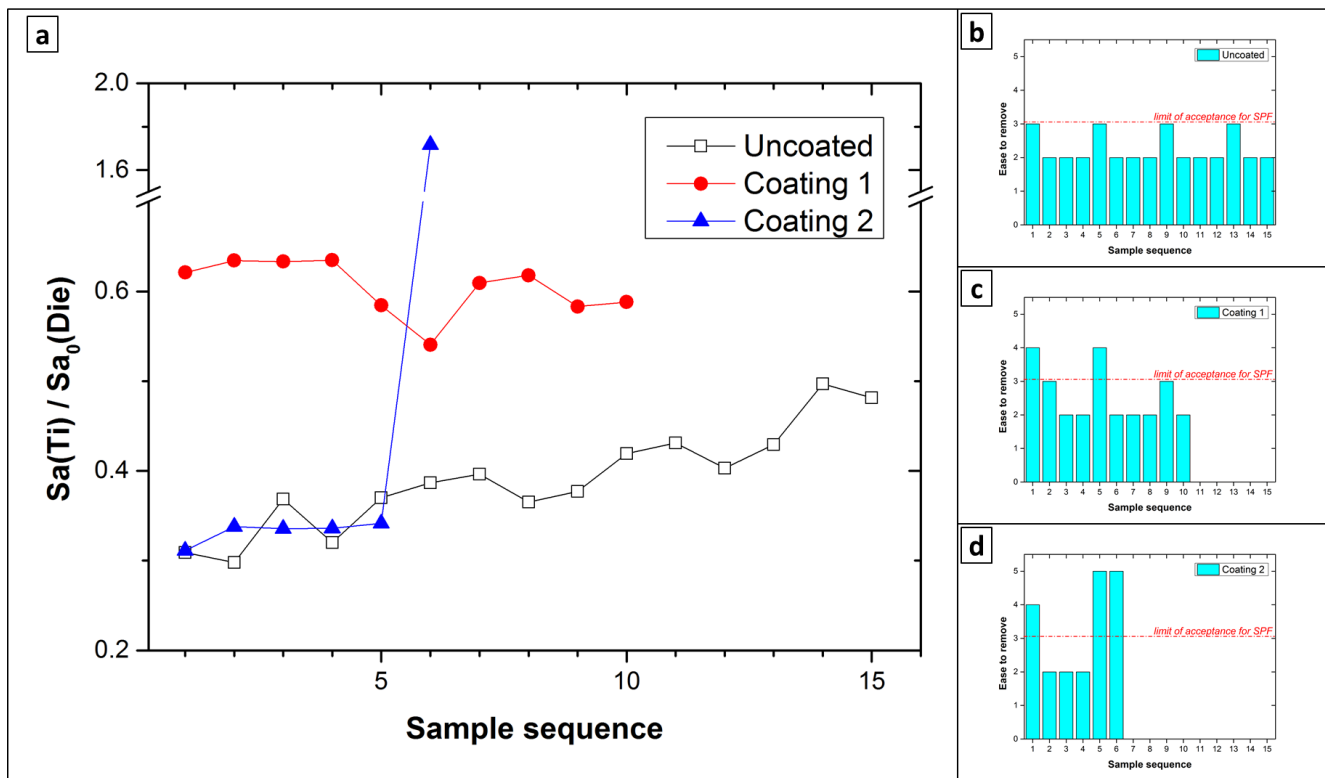 a
2.0
1.6
0.6
0.4
0.2
Sa(Ti) / Sa₀(Die)
Uncoated
Coating 1
Coating 2
5 10 15
Sample sequence
b
Uncoated
limit of acceptance for SPF
5
4
3
2
1
0
Ease to remove
1 2 3 4 5 6 7 8 9 10 11 12 13 14 15
Sample sequence
c
Coating 1
limit of acceptance for SPF
5
4
3
2
1
0
Ease to remove
1 2 3 4 5 6 7 8 9 10 11 12 13 14 15
Sample sequence
d
Coating 2
limit of acceptance for SPF
5
4
3
2
1
0
Ease to remove
1 2 3 4 5 6 7 8 9 10 11 12 13 14 15
Sample sequence